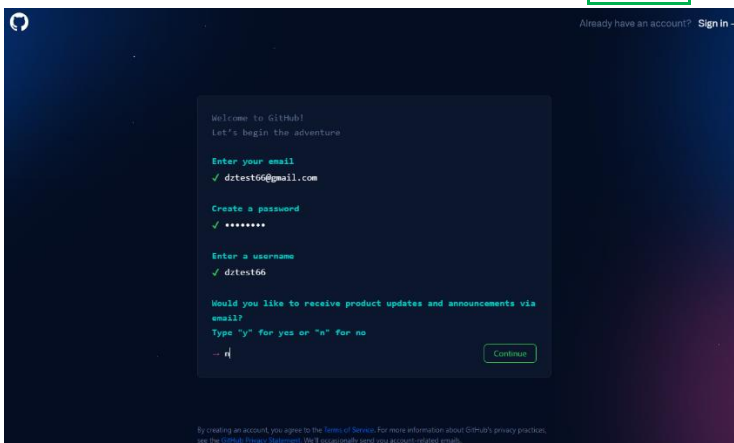 Already have an account? Sign in →
Welcome to GitHub!
Let's begin the adventure
Enter your email
✓ dztest66@gmail.com
Create a password
✓ ••••••••
Enter a username
✓ dztest66
Would you like to receive product updates and announcements via
email?
Type "y" for yes or "n" for no
→ n
Continue
By creating an account, you agree to the Terms of Service. For more information about GitHub's privacy practices,
see the GitHub Privacy Statement. We'll occasionally send you account-related emails.